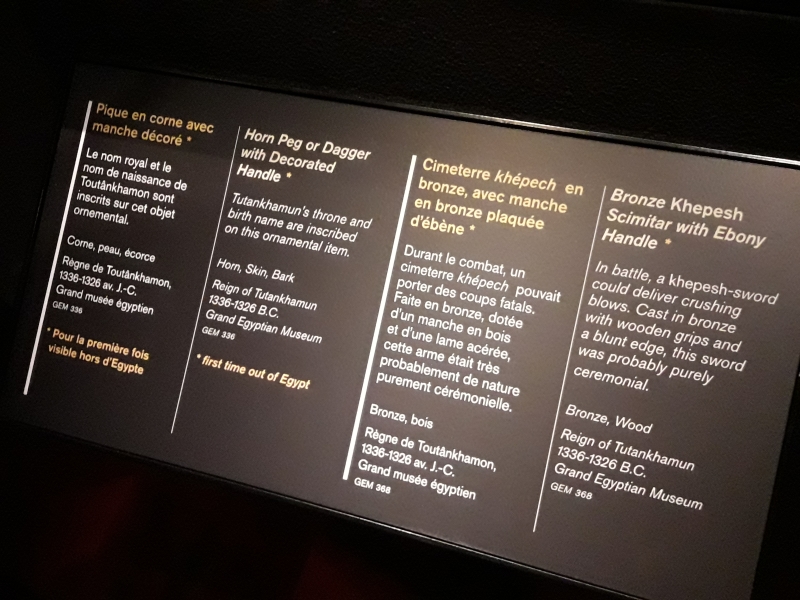 Pique en corne avec
manche décoré *
Le nom royal et le
nom de naissance de
Toutânkhamon sont
inscrits sur cet objet
ornemental.
Corne, peau, écorce
Règne de Toutânkhamon,
1336-1326 av. J.-C.
Grand musée égyptien
GEM 336
* Pour la première fois
visible hors d'Egypte
Horn Peg or Dagger
with Decorated
Handle *
Tutankhamun's throne and
birth name are inscribed
on this ornamental item.
Horn, Skin, Bark
Reign of Tutankhamun
1336-1326 B.C.
Grand Egyptian Museum
GEM 336
* first time out of Egypt
Cimeterre khépech en
bronze, avec manche
en bronze plaquée
d'ébène *
Durant le combat, un
cimeterre khépech pouvait
porter des coups fatals.
Faite en bronze, dotée
d'un manche en bois
et d'une lame acérée,
cette arme était très
probablement de nature
purement cérémonielle.
Bronze, bois
Règne de Toutânkhamon,
1336-1326 av. J.-C.
Grand musée égyptien
GEM 368
Bronze Khepesh
Scimitar with Ebony
Handle *
In battle, a khepesh-sword
could deliver crushing
blows. Cast in bronze
with wooden grips and
a blunt edge, this sword
was probably purely
ceremonial.
Bronze, Wood
Reign of Tutankhamun
1336-1326 B.C.
Grand Egyptian Museum
GEM 368